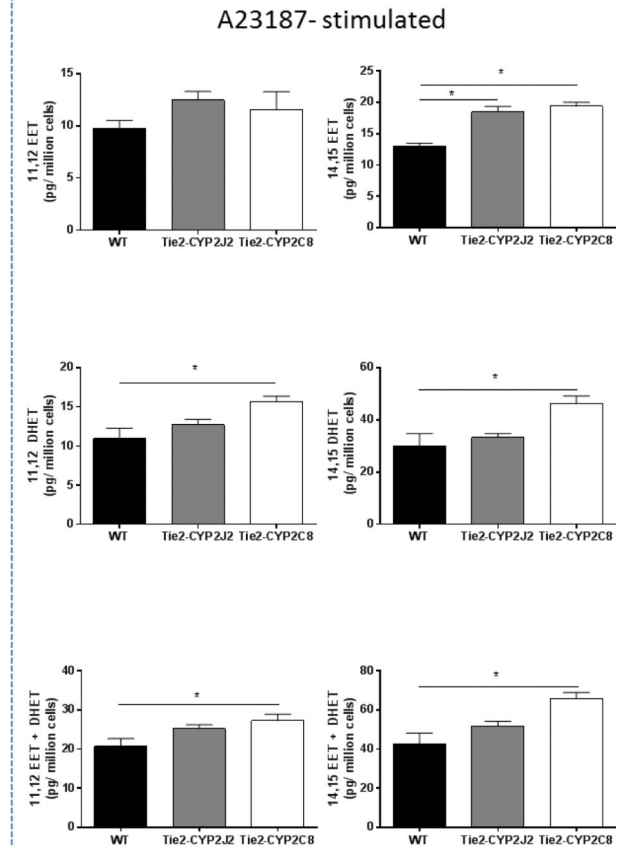 A23187- stimulated
11,12 EET
(pg/ million cells)
15
10
5
0
WT Tie2-CYP2J2 Tie2-CYP2C8
14,15 EET
(pg/ million cells)
25
20
15
10
5
0
* *
WT Tie2-CYP2J2 Tie2-CYP2C8
11,12 DHET
(pg/ million cells)
20
15
10
5
0
*
WT Tie2-CYP2J2 Tie2-CYP2C8
14,15 DHET
(pg/ million cells)
60
40
20
0
*
WT Tie2-CYP2J2 Tie2-CYP2C8
11,12 EET + DHET
(pg/ million cells)
40
30
20
10
0
*
WT Tie2-CYP2J2 Tie2-CYP2C8
14,15 EET + DHET
(pg/ million cells)
80
60
40
20
0
*
WT Tie2-CYP2J2 Tie2-CYP2C8